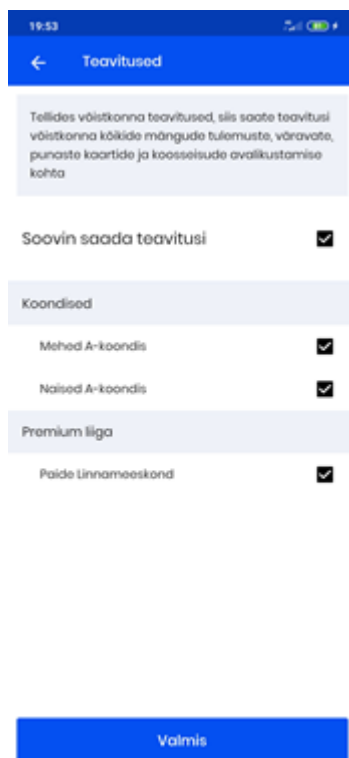 19:53
Teavitused
Tellides võistkonna teavitused, siis saate teavitusi
võistkonna kõikide mängude tulemuste, väravate,
punaste kaartide ja koosseisude avalikustamise
kohta
Soovin saada teavitusi
Koondised
Mehed A-koondis
Naised A-koondis
Premium liiga
Paide Linnameeskond
Valmis